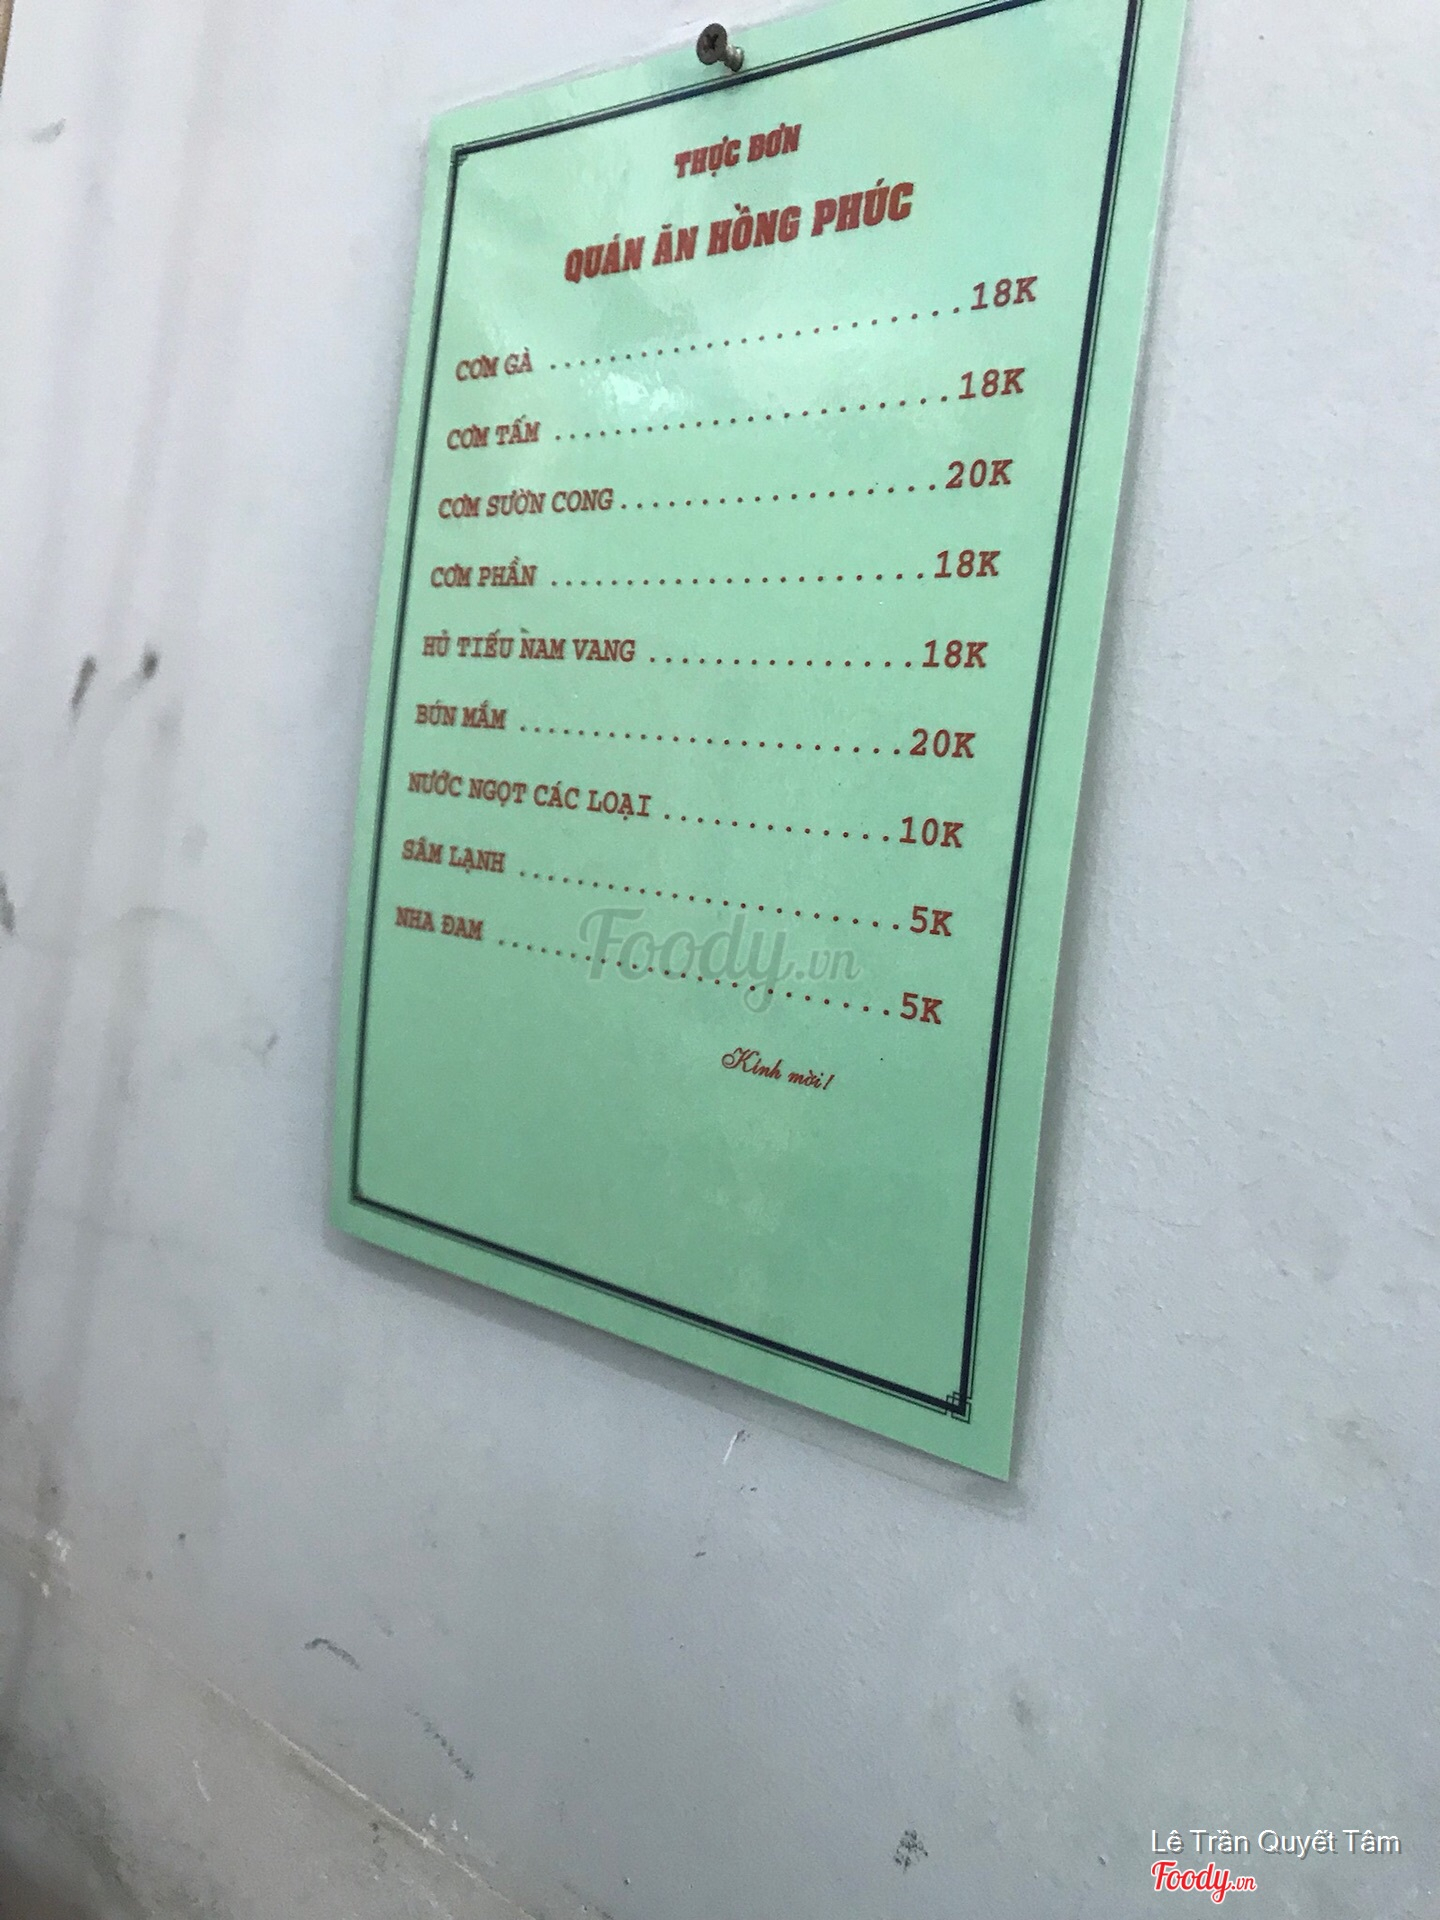 THỰC ĐƠN
QUÁN ĂN HỒNG PHÚC
CƠM GÀ ........................18K
CƠM TẤM ........................18K
CƠM SƯỜN CONG....................20K
CƠM PHẦN ........................18K
HỦ TIẾU NAM VANG ................18K
BÚN MẮM ........................20K
NƯỚC NGỌT CÁC LOẠI ..............10K
SÂM LẠNH ........................5K
NHA ĐAM ........................5K
Kính mời!
Foody.vn
Lê Trần Quyết Tâm
Foody.vn